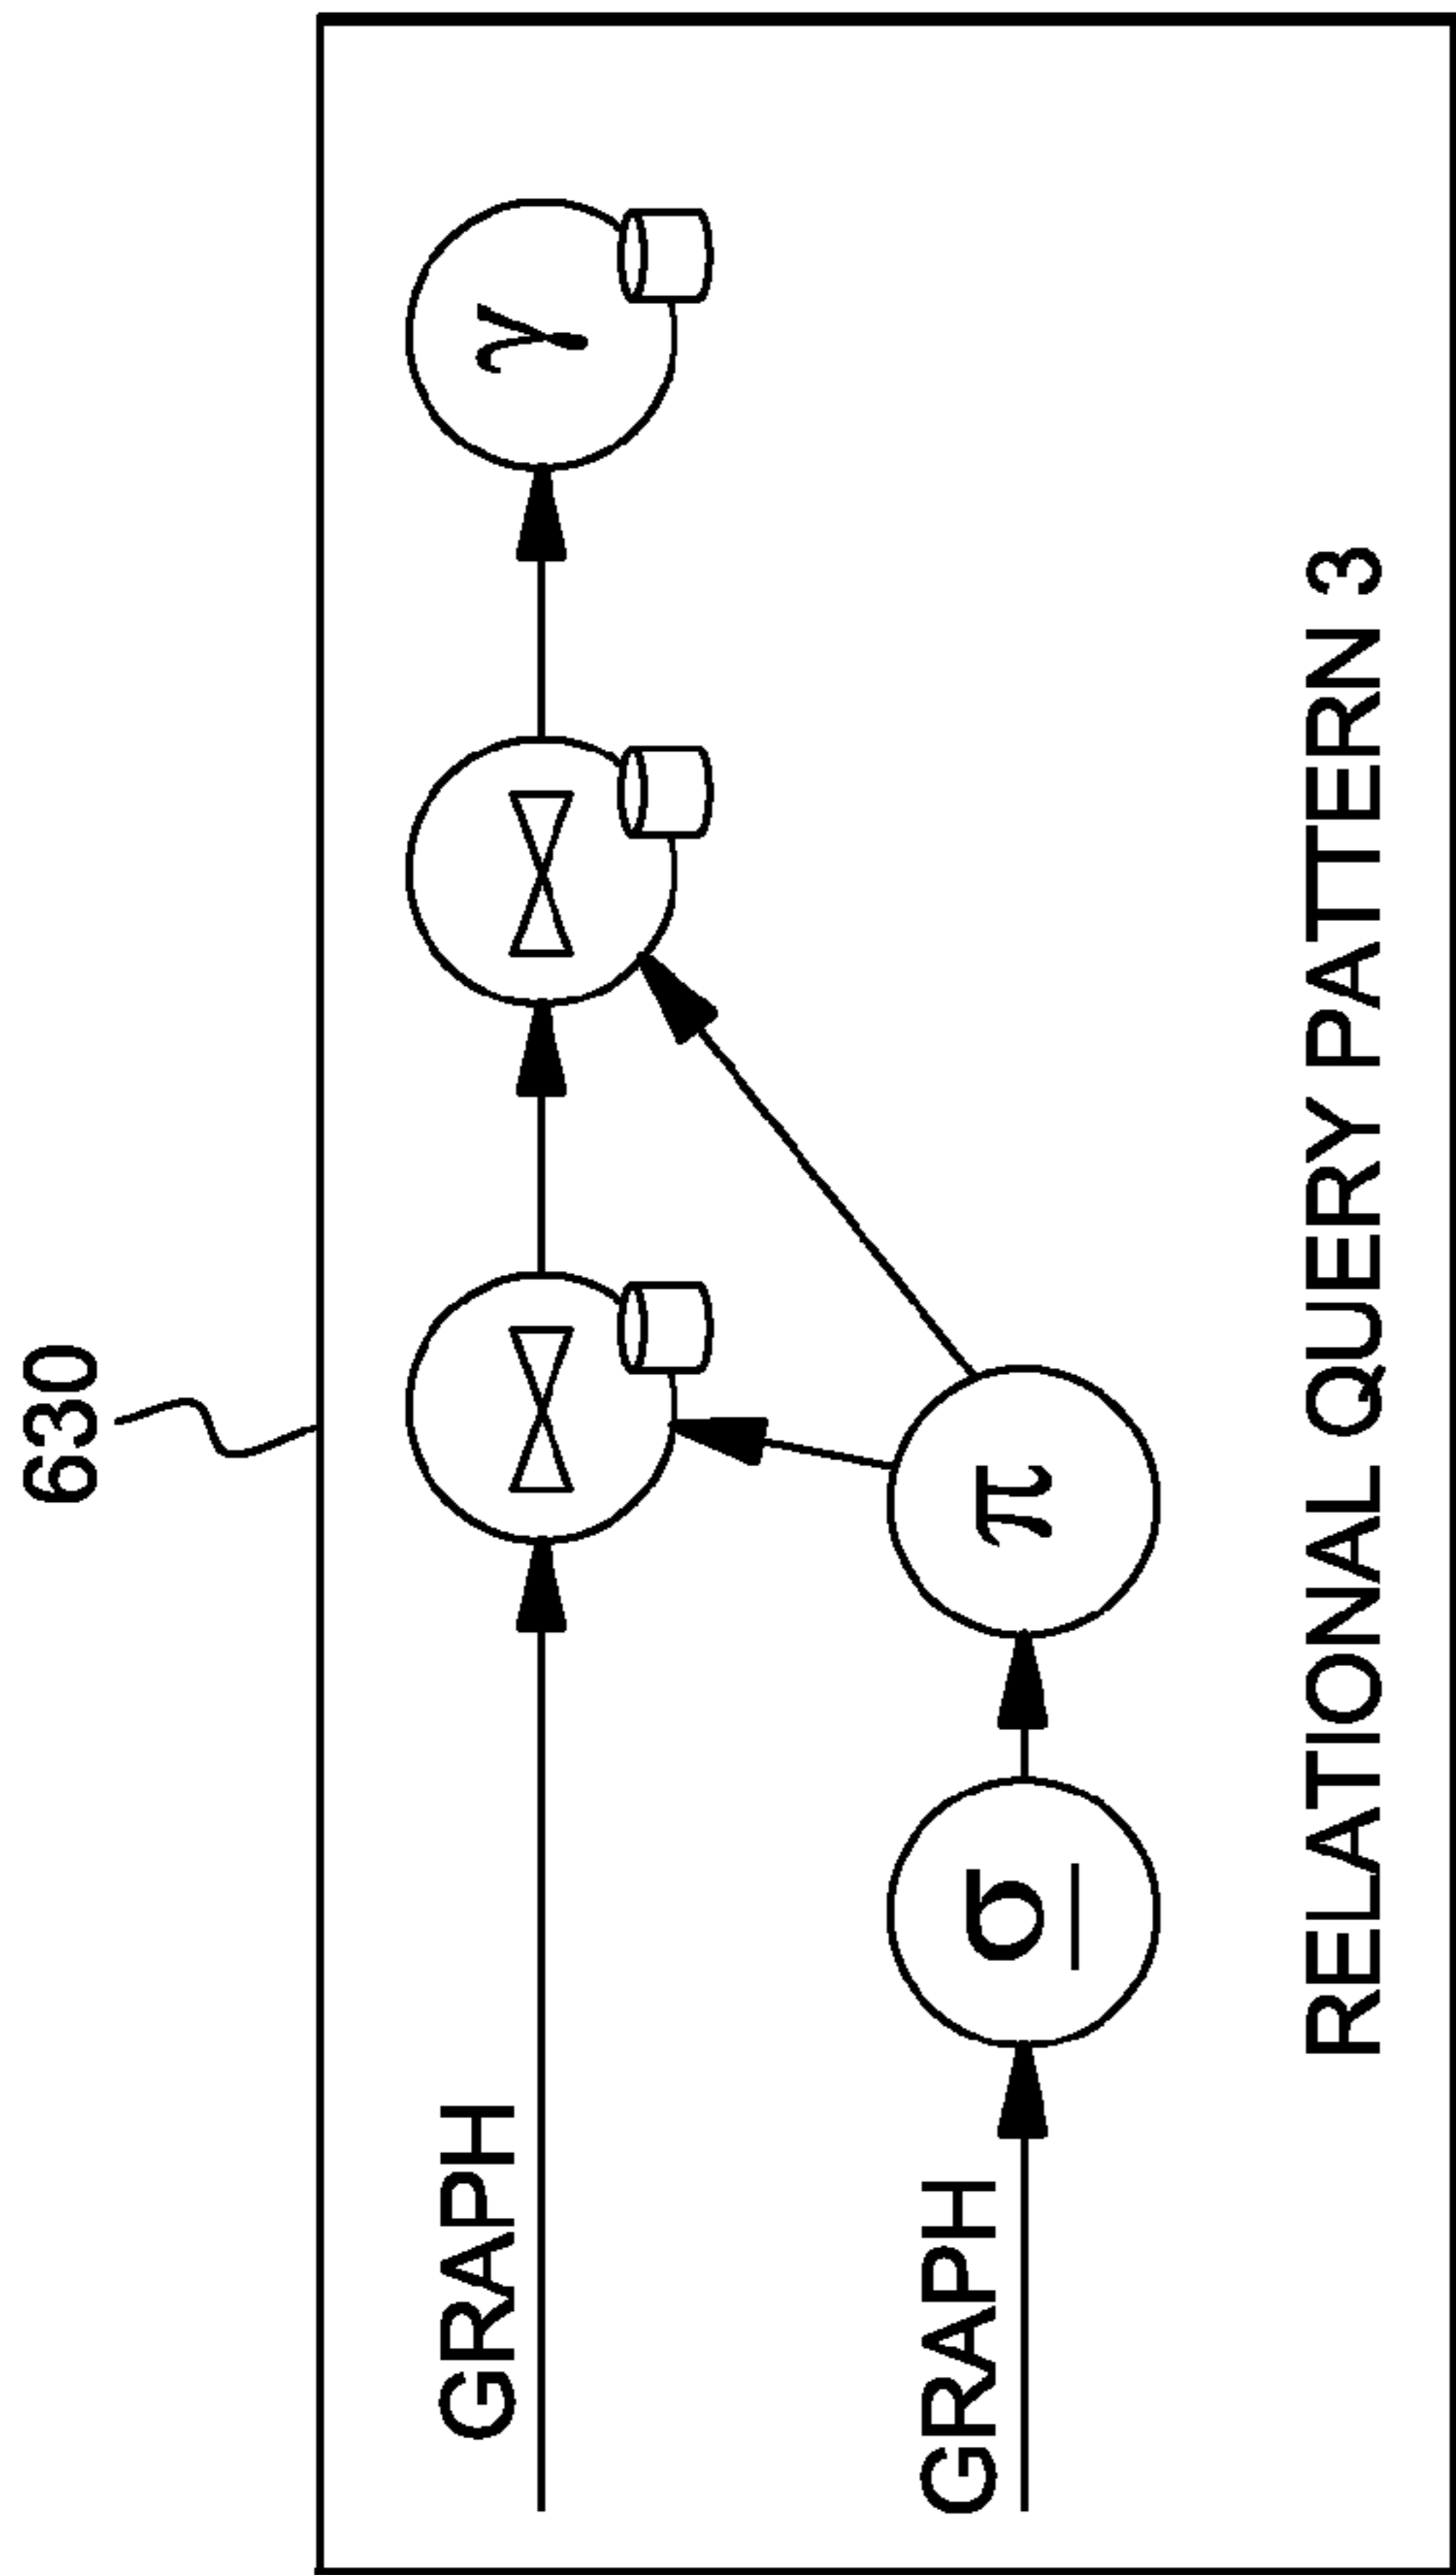 630
GRAPH
γ
GRAPH
σ
π
RELATIONAL QUERY PATTERN 3